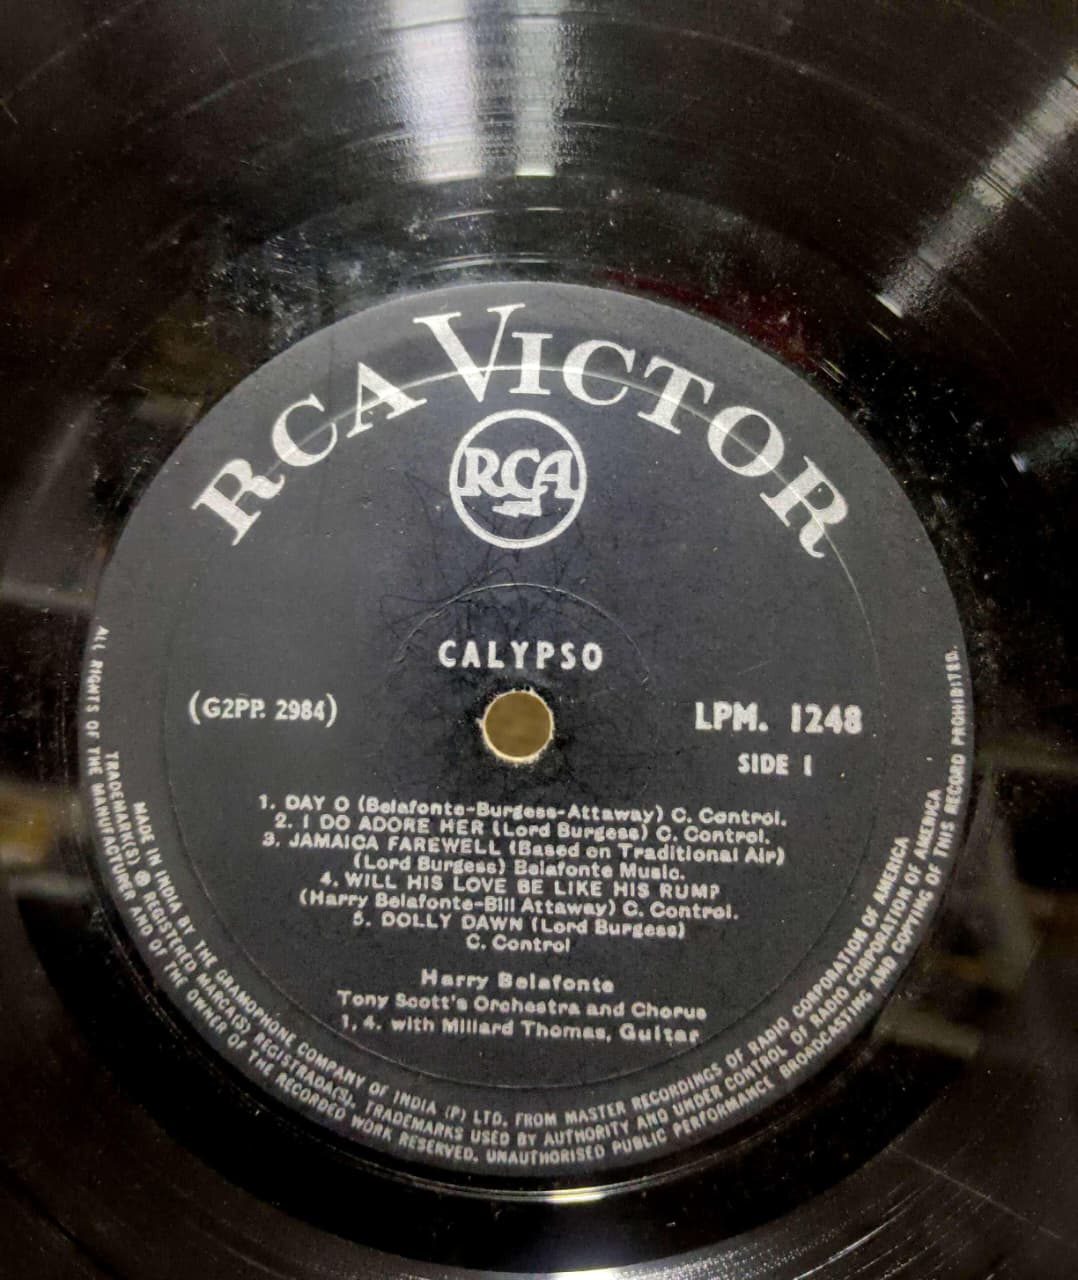 RCA VICTOR
RCA
CALYPSO
(G2PP. 2984)
LPM. 1248
SIDE 1
1. DAY O (Belafonte-Burgess-Attaway) C. Control.
2. I DO ADORE HER (Lord Burgess) C. Control.
3. JAMAICA FAREWELL (Based on Traditional Air)
(Lord Burgess) Belafonte Music.
4. WILL HIS LOVE BE LIKE HIS RUMP
(Harry Belafonte-Bill Attaway) C. Control.
5. DOLLY DAWN (Lord Burgess)
C. Control
Harry Belafonte
Tony Scott's Orchestra and Chorus
1, 4. with Millard Thomas, Guitar
MADE IN INDIA BY THE GRAMOPHONE COMPANY OF INDIA (P) LTD. FROM MASTER RECORDINGS OF RADIO CORPORATION OF AMERICA
TRADEMARK(S) ® REGISTERED MARCA(S) REGISTRADA(S). TRADEMARKS USED BY AUTHORITY AND UNDER CONTROL OF RADIO CORPORATION OF AMERICA
ALL RIGHTS OF THE MANUFACTURER AND OF THE OWNER OF THE RECORDED WORK RESERVED. UNAUTHORISED PUBLIC PERFORMANCE BROADCASTING AND COPYING OF THIS RECORD PROHIBITED.